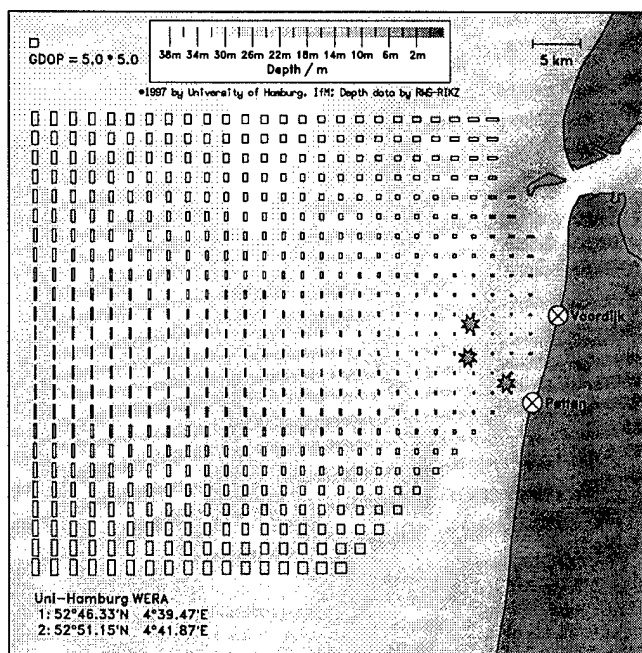 38m 34m 30m 26m 22m 18m 14m 10m 6m 2m
Depth / m
GDOP = 5.0 * 5.0
5 km
©1997 by University of Hamburg, IfM; Depth data by RWS-RIKZ
Voordijk
Petten
Uni-Hamburg WERA
1: 52°46.33'N 4°39.47'E
2: 52°51.15'N 4°41.87'E